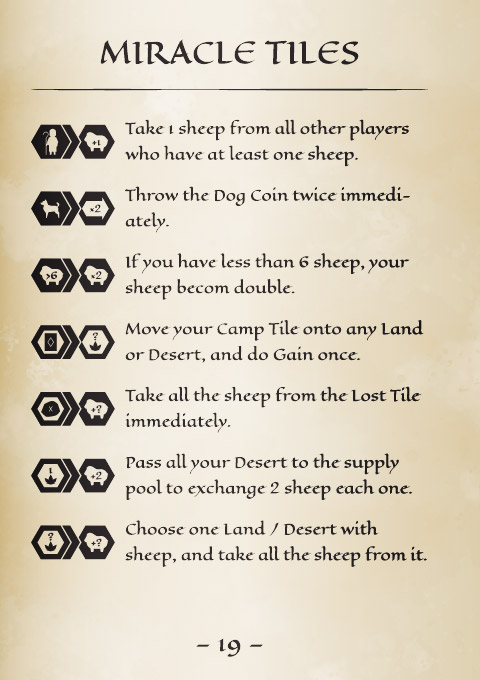 MIRACLE TILES
+1
Take 1 sheep from all other players
who have at least one sheep.
×2
Throw the Dog Coin twice immedi-
ately.
>6
×2
If you have less than 6 sheep, your
sheep becom double.
?
Move your Camp Tile onto any Land
or Desert, and do Gain once.
x
+?
Take all the sheep from the Lost Tile
immediately.
1
+2
Pass all your Desert to the supply
pool to exchange 2 sheep each one.
?
+?
Choose one Land / Desert with
sheep, and take all the sheep from it.
– 19 –